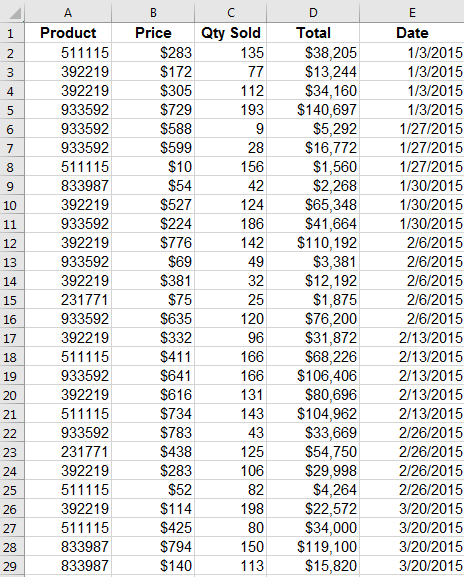 A B C D E
1 Product Price Qty Sold Total Date
2 511115 $283 135 $38,205 1/3/2015
3 392219 $172 77 $13,244 1/3/2015
4 392219 $305 112 $34,160 1/3/2015
5 933592 $729 193 $140,697 1/3/2015
6 933592 $588 9 $5,292 1/27/2015
7 933592 $599 28 $16,772 1/27/2015
8 511115 $10 156 $1,560 1/27/2015
9 833987 $54 42 $2,268 1/30/2015
10 392219 $527 124 $65,348 1/30/2015
11 933592 $224 186 $41,664 1/30/2015
12 392219 $776 142 $110,192 2/6/2015
13 933592 $69 49 $3,381 2/6/2015
14 392219 $381 32 $12,192 2/6/2015
15 231771 $75 25 $1,875 2/6/2015
16 933592 $635 120 $76,200 2/6/2015
17 392219 $332 96 $31,872 2/13/2015
18 511115 $411 166 $68,226 2/13/2015
19 933592 $641 166 $106,406 2/13/2015
20 392219 $616 131 $80,696 2/13/2015
21 511115 $734 143 $104,962 2/13/2015
22 933592 $783 43 $33,669 2/26/2015
23 231771 $438 125 $54,750 2/26/2015
24 392219 $283 106 $29,998 2/26/2015
25 511115 $52 82 $4,264 2/26/2015
26 392219 $114 198 $22,572 3/20/2015
27 511115 $425 80 $34,000 3/20/2015
28 833987 $794 150 $119,100 3/20/2015
29 833987 $140 113 $15,820 3/20/2015